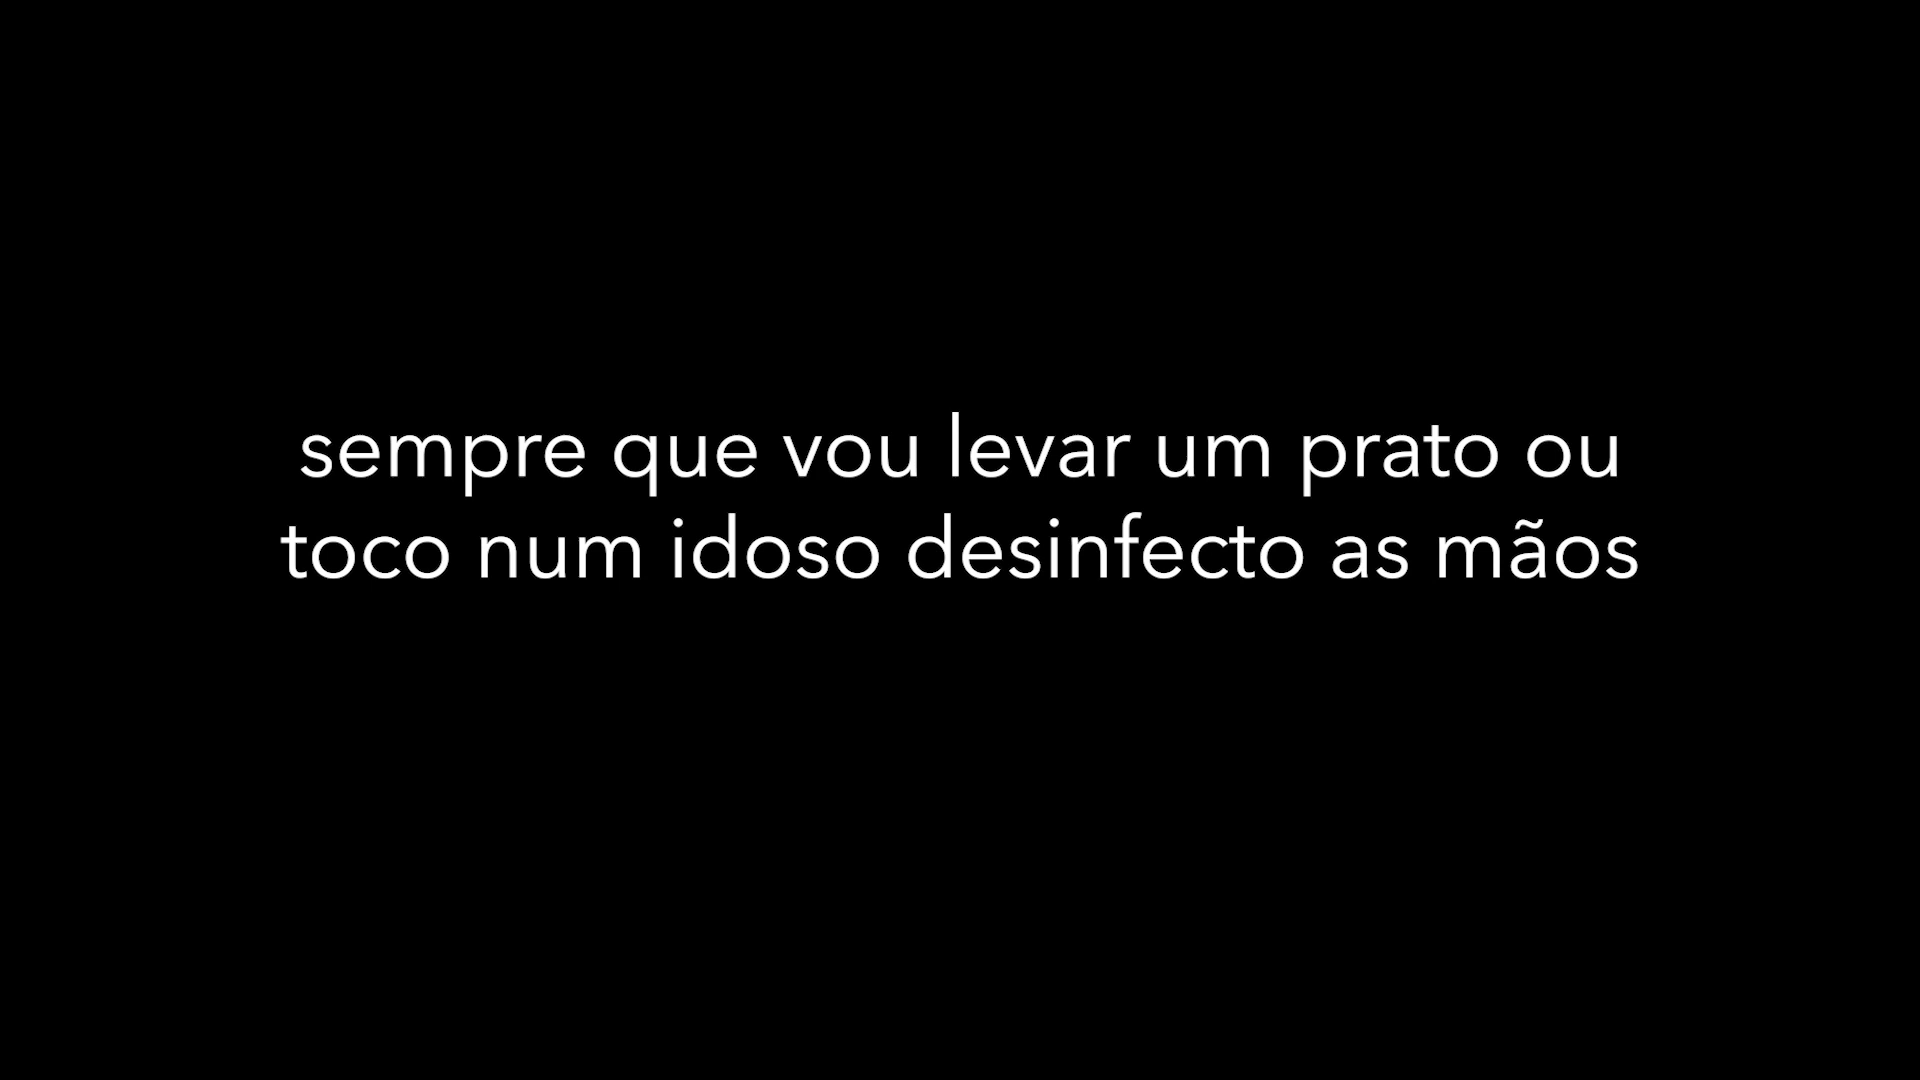 sempre que vou levar um prato ou
toco num idoso desinfecto as mãos